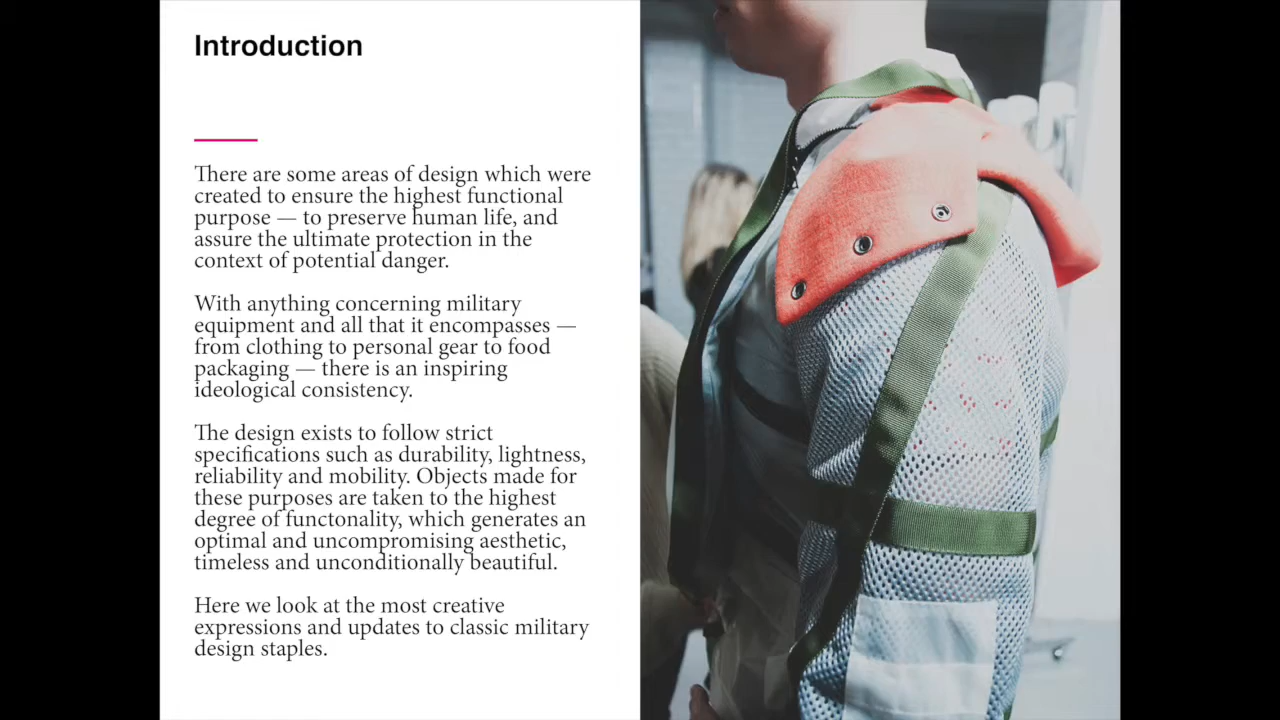 Introduction
There are some areas of design which were
created to ensure the highest functional
purpose — to preserve human life, and
assure the ultimate protection in the
context of potential danger.
With anything concerning military
equipment and all that it encompasses —
from clothing to personal gear to food
packaging — there is an inspiring
ideological consistency.
The design exists to follow strict
specifications such as durability, lightness,
reliability and mobility. Objects made for
these purposes are taken to the highest
degree of functonality, which generates an
optimal and uncompromising aesthetic,
timeless and unconditionally beautiful.
Here we look at the most creative
expressions and updates to classic military
design staples.